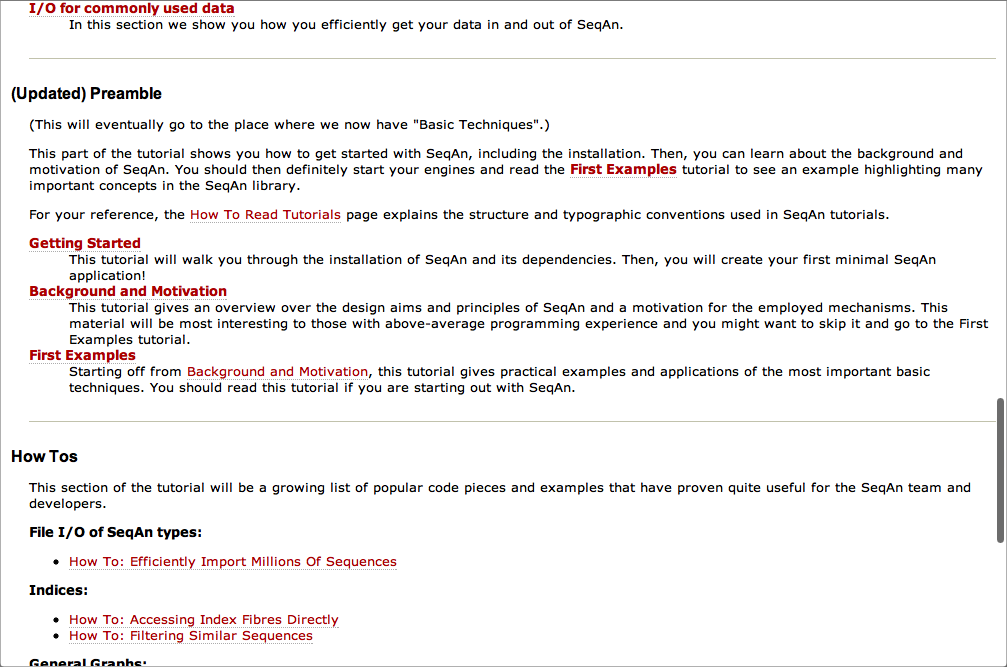 I/O for commonly used data
In this section we show you how you efficiently get your data in and out of SeqAn.
(Updated) Preamble
(This will eventually go to the place where we now have "Basic Techniques".)
This part of the tutorial shows you how to get started with SeqAn, including the installation. Then, you can learn about the background and
motivation of SeqAn. You should then definitely start your engines and read the First Examples tutorial to see an example highlighting many
important concepts in the SeqAn library.
For your reference, the How To Read Tutorials page explains the structure and typographic conventions used in SeqAn tutorials.
Getting Started
This tutorial will walk you through the installation of SeqAn and its dependencies. Then, you will create your first minimal SeqAn
application!
Background and Motivation
This tutorial gives an overview over the design aims and principles of SeqAn and a motivation for the employed mechanisms. This
material will be most interesting to those with above-average programming experience and you might want to skip it and go to the First
Examples tutorial.
First Examples
Starting off from Background and Motivation, this tutorial gives practical examples and applications of the most important basic
techniques. You should read this tutorial if you are starting out with SeqAn.
How Tos
This section of the tutorial will be a growing list of popular code pieces and examples that have proven quite useful for the SeqAn team and
developers.
File I/O of SeqAn types:
• How To: Efficiently Import Millions Of Sequences
Indices:
• How To: Accessing Index Fibres Directly
• How To: Filtering Similar Sequences
General Graphs: